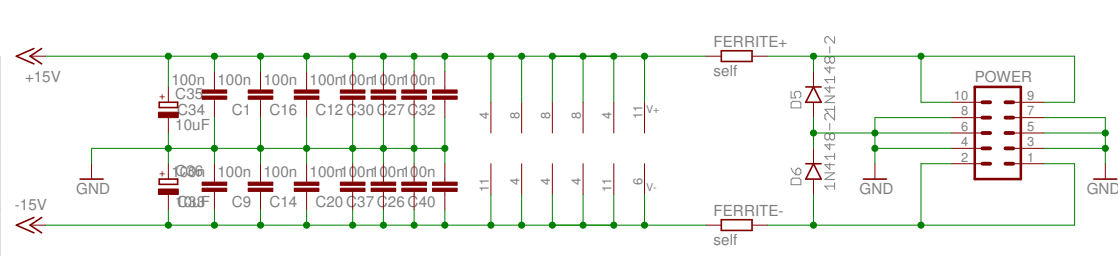 +15V
-15V
GND
100n 100n 100n 100n 100n 100n 100n
C35
C34 C1 C16 C12 C30 C27 C32
10uF
100n 100n 100n 100n 100n 100n
C9 C14 C20 C37 C26 C40
10uF
4 8 8 8 4 11 V+
11 4 4 4 11 6 V-
FERRITE+
self
FERRITE-
self
D5
1N4148-2
D6
1N4148-2
GND
POWER
10 9
8 7
6 5
4 3
2 1
GND